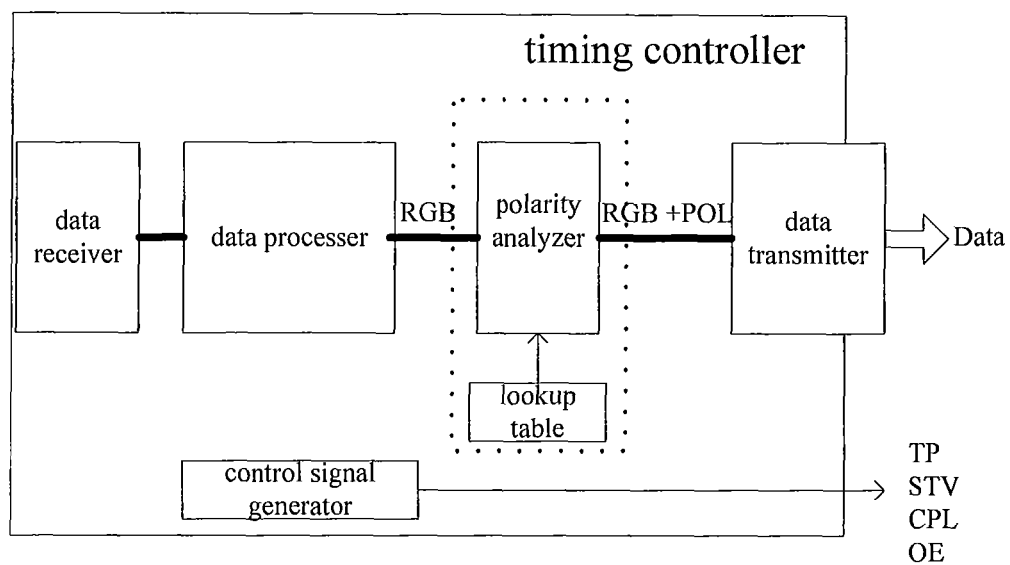 timing controller
data
receiver
data processer
RGB
polarity
analyzer
RGB +POL
data
transmitter
Data
lookup
table
control signal
generator
TP
STV
CPL
OE